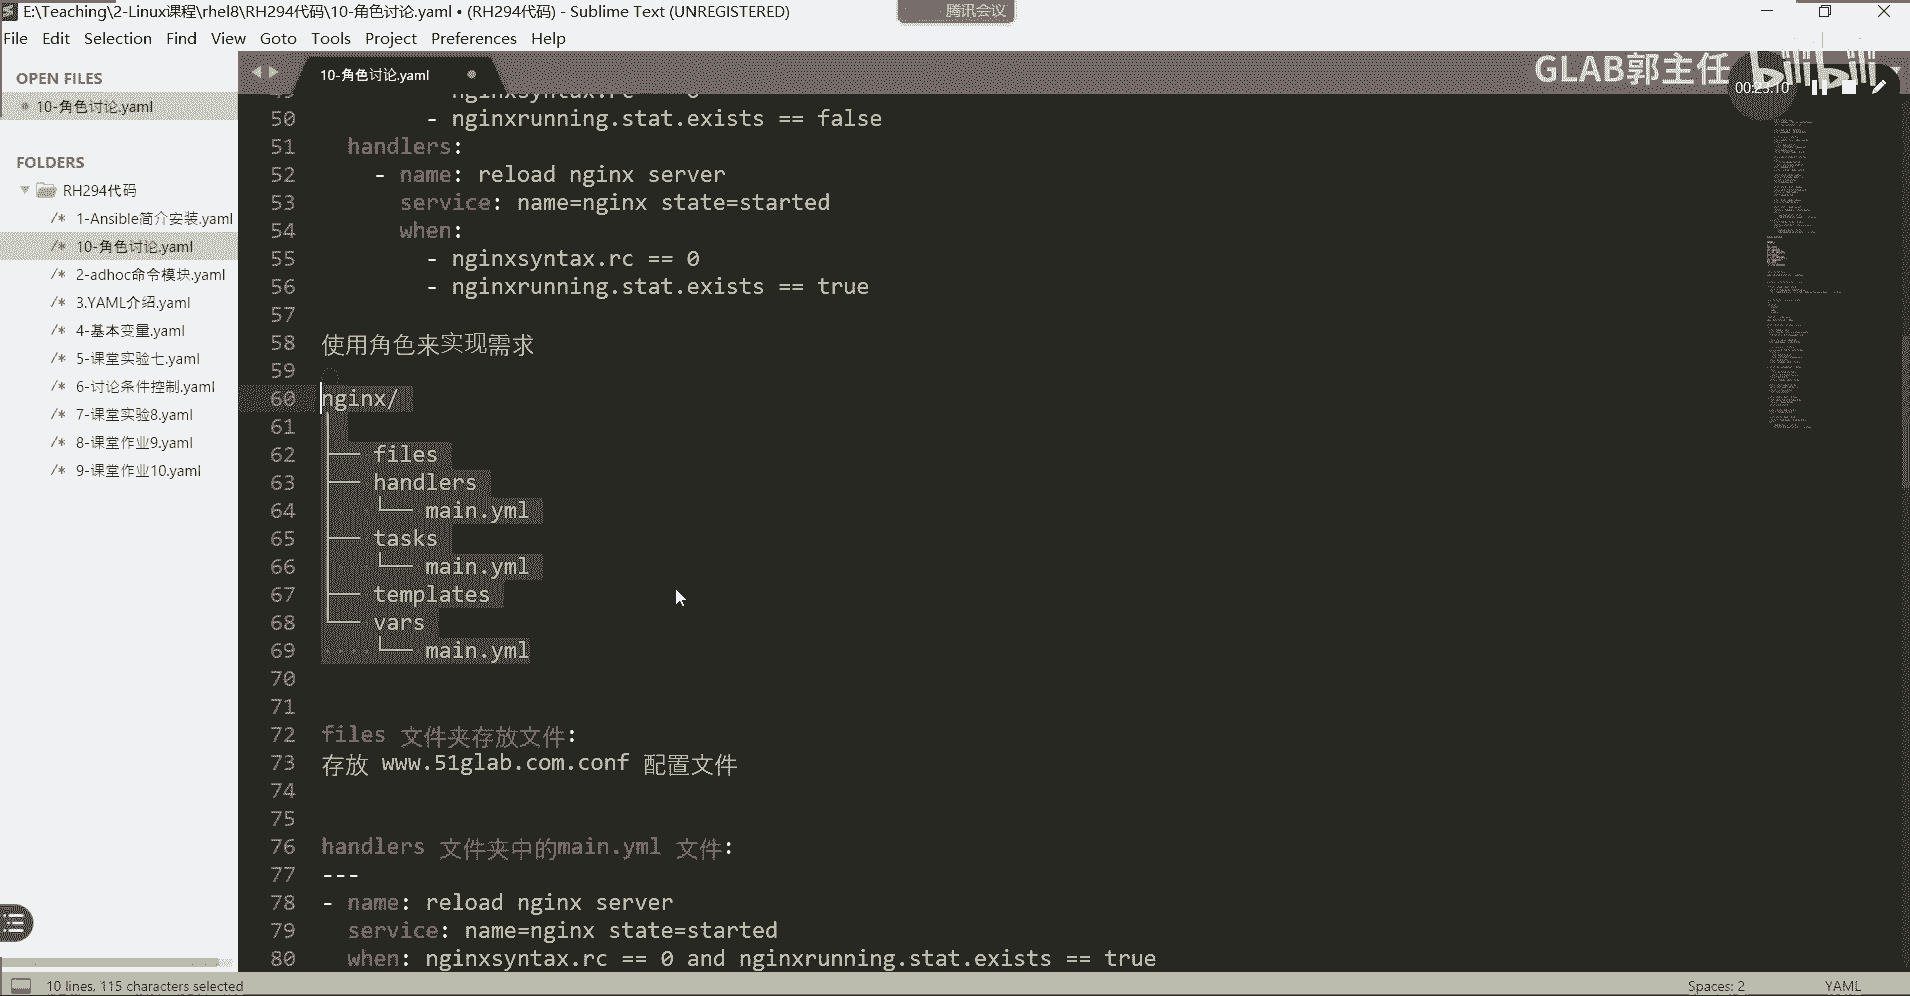 E:\Teaching\2-Linux课程\rhel8\RH294代码\10-角色讨论.yaml • (RH294代码) - Sublime Text (UNREGISTERED)
腾讯会议
File Edit Selection Find View Goto Tools Project Preferences Help
GLAB郭主任
bilibili
OPEN FILES
10-角色讨论.yaml
FOLDERS
RH294代码
/* 1-Ansible简介安装.yaml
/* 10-角色讨论.yaml
/* 2-adhoc命令模块.yaml
/* 3.YAML介绍.yaml
/* 4-基本变量.yaml
/* 5-课堂实验七.yaml
/* 6-讨论条件控制.yaml
/* 7-课堂实验8.yaml
/* 8-课堂作业9.yaml
/* 9-课堂作业10.yaml
10-角色讨论.yaml
50 - nginxrunning.stat.exists == false
51 handlers:
52 - name: reload nginx server
53 service: name=nginx state=started
54 when:
55 - nginxsyntax.rc == 0
56 - nginxrunning.stat.exists == true
57
58 使用角色来实现需求
59
60 nginx/
61 │
62 ├── files
63 ├── handlers
64 │ └── main.yml
65 ├── tasks
66 │ └── main.yml
67 ├── templates
68 └── vars
69 └── main.yml
70
71
72 files 文件夹存放文件:
73 存放 www.51glab.com.conf 配置文件
74
75
76 handlers 文件夹中的main.yml 文件:
77 ---
78 - name: reload nginx server
79 service: name=nginx state=started
80 when: nginxsyntax.rc == 0 and nginxrunning.stat.exists == true
10 lines, 115 characters selected
Spaces: 2
YAML